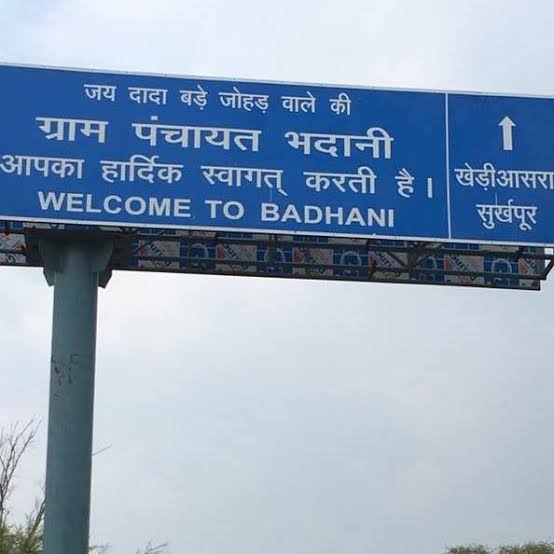 जय दादा बड़े जोहड़ वाले की
ग्राम पंचायत भदानी
आपका हार्दिक स्वागत् करती है।
WELCOME TO BADHANI
↑
खेड़ीआसरा
सुर्खपूर